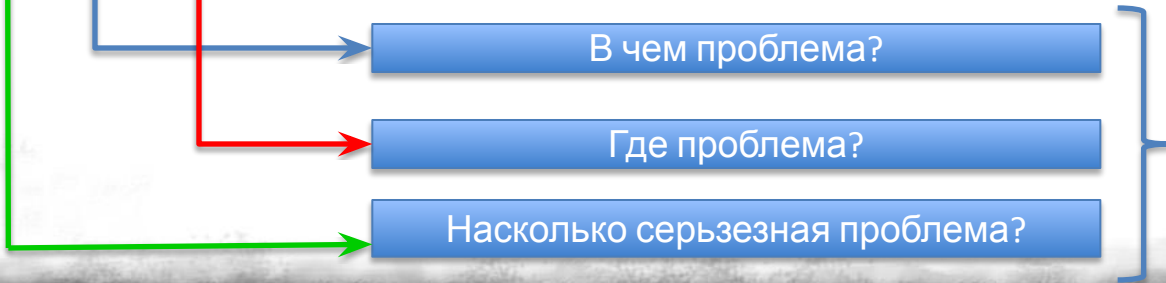 В чем проблема?
Где проблема?
Насколько серьзезная проблема?